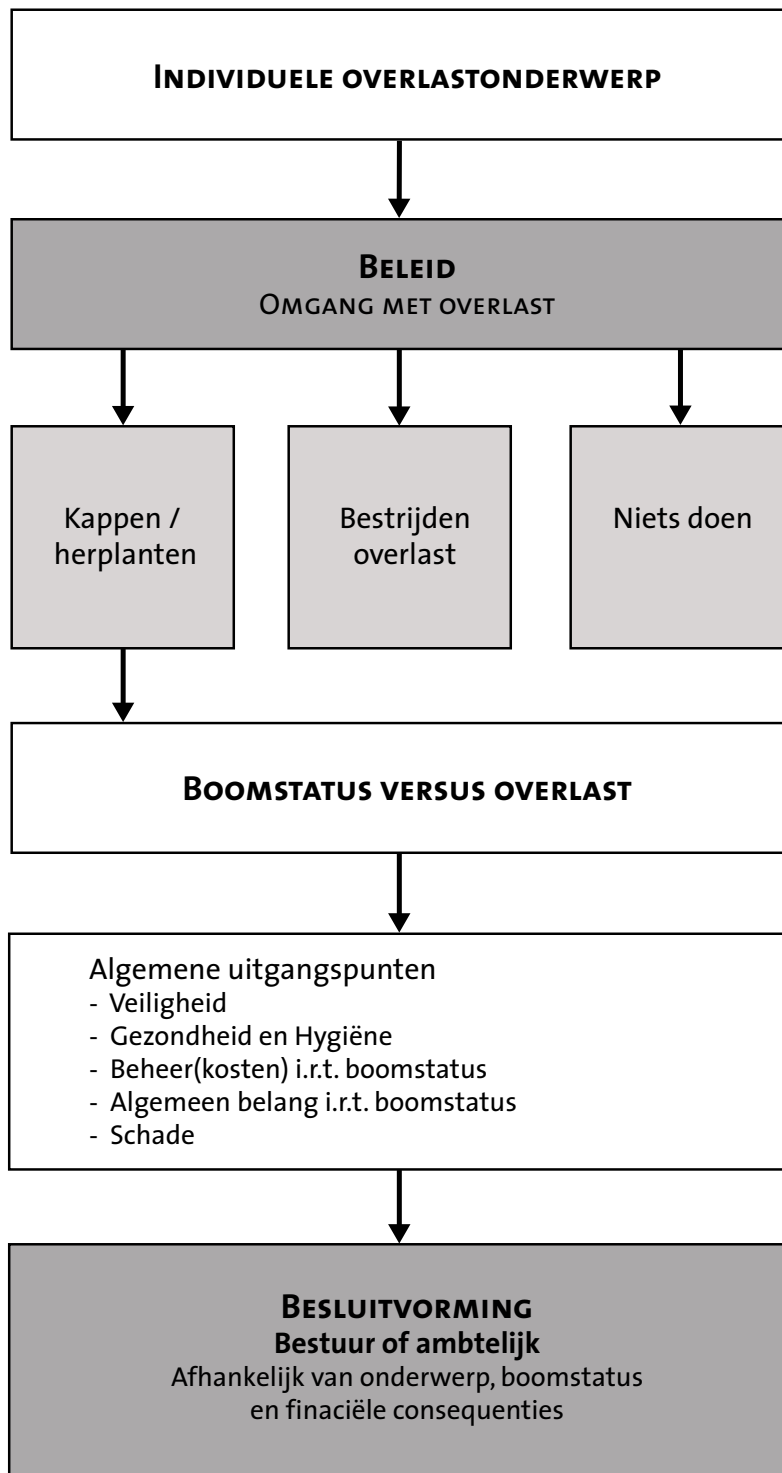 INDIVIDUELE OVERLASTONDERWERP
BELEID
OMGANG MET OVERLAST
Kappen /
herplanten
Bestrijden
overlast
Niets doen
BOOMSTATUS VERSUS OVERLAST
Algemene uitgangspunten
- Veiligheid
- Gezondheid en Hygiëne
- Beheer(kosten) i.r.t. boomstatus
- Algemeen belang i.r.t. boomstatus
- Schade
BESLUITVORMING
Bestuur of ambtelijk
Afhankelijk van onderwerp, boomstatus
en finaciële consequenties